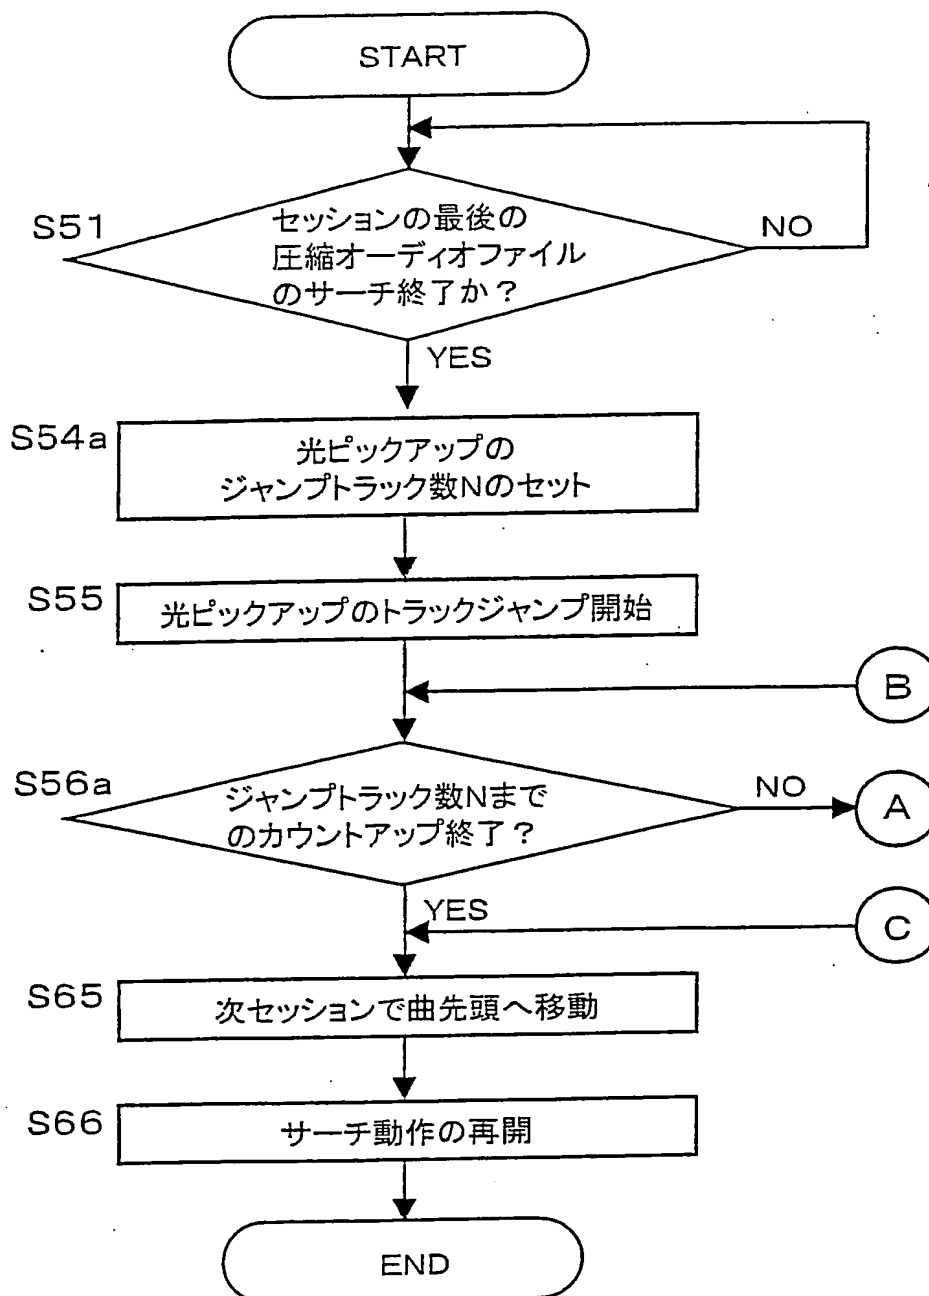 START
S51
セッションの最後の
圧縮オーディオファイル
のサーチ終了か?
NO
YES
S54a
光ピックアップの
ジャンプトラック数Nのセット
S55
光ピックアップのトラックジャンプ開始
B
S56a
ジャンプトラック数Nまで
のカウントアップ終了?
NO
A
YES
C
S65
次セッションで曲先頭へ移動
S66
サーチ動作の再開
END